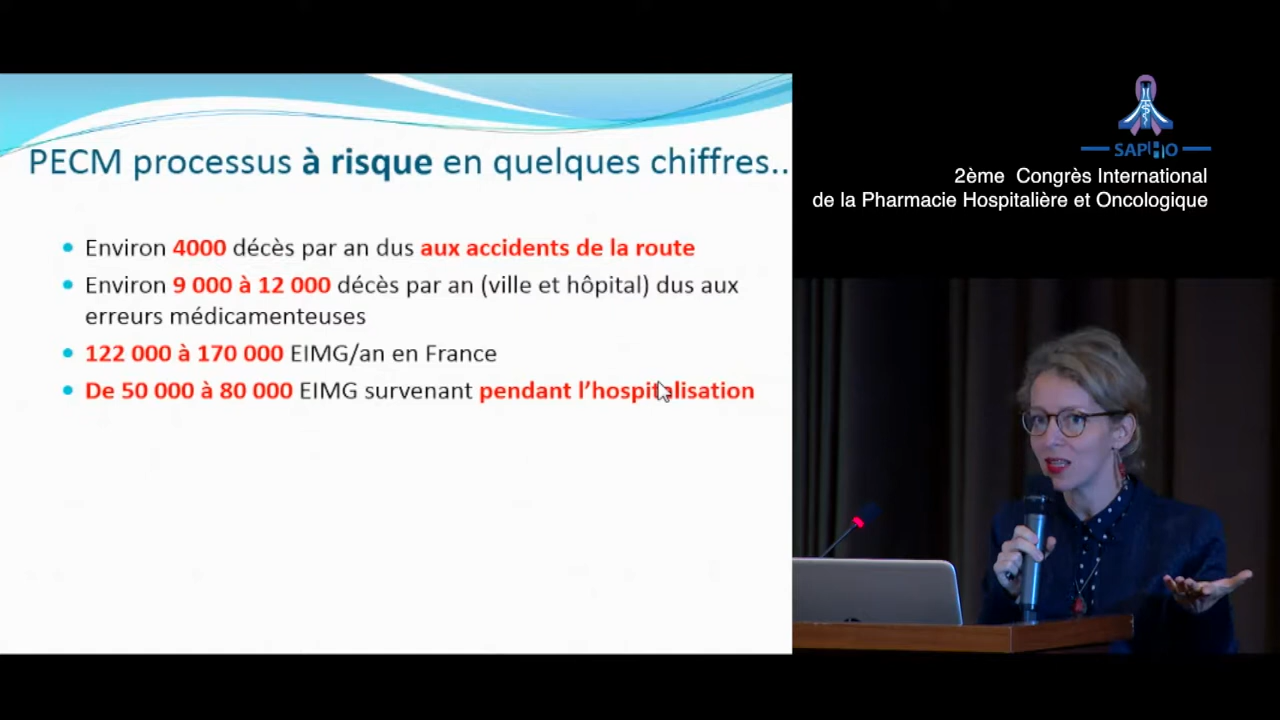 PECM processus à risque en quelques chiffres..
Environ 4000 décès par an dus aux accidents de la route
Environ 9 000 à 12 000 décès par an (ville et hôpital) dus aux
erreurs médicamenteuses
122 000 à 170 000 EIMG/an en France
De 50 000 à 80 000 EIMG survenant pendant l’hospitalisation
SAPHO
2ème Congrès International
de la Pharmacie Hospitalière et Oncologique